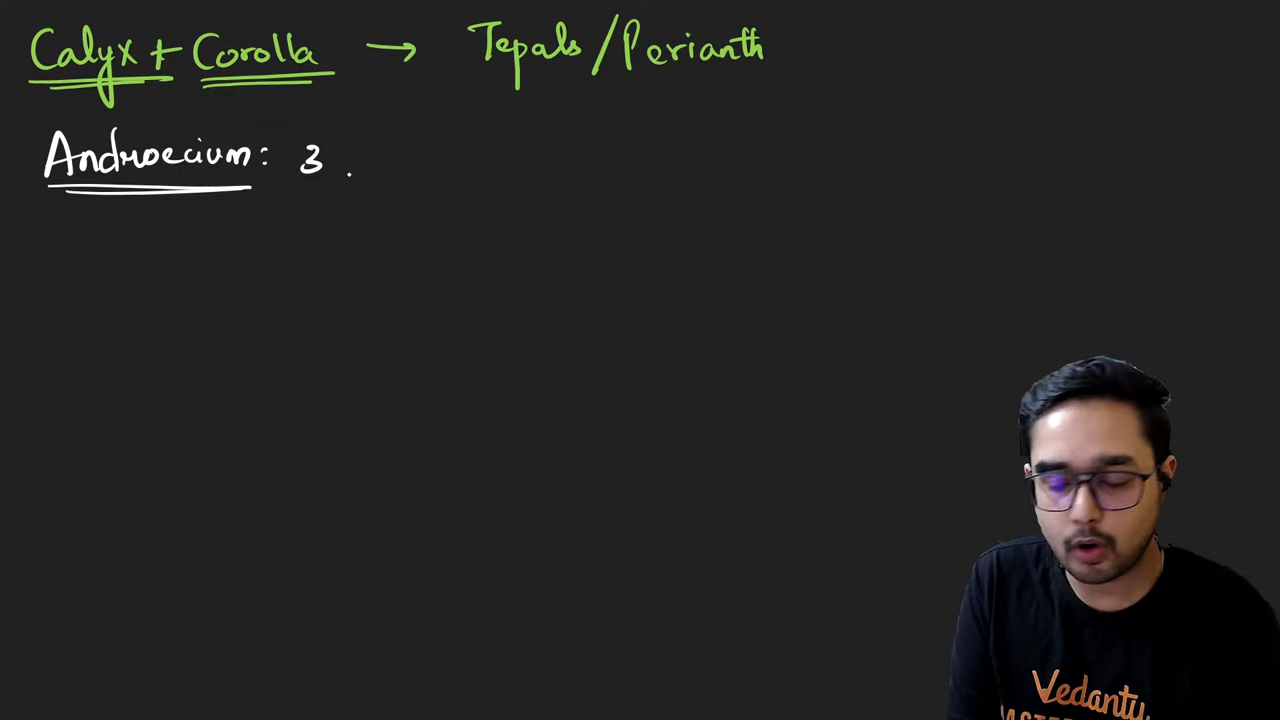 Calyx + Corolla → Tepals/Perianth
Androecium: 3 .
Vedantu